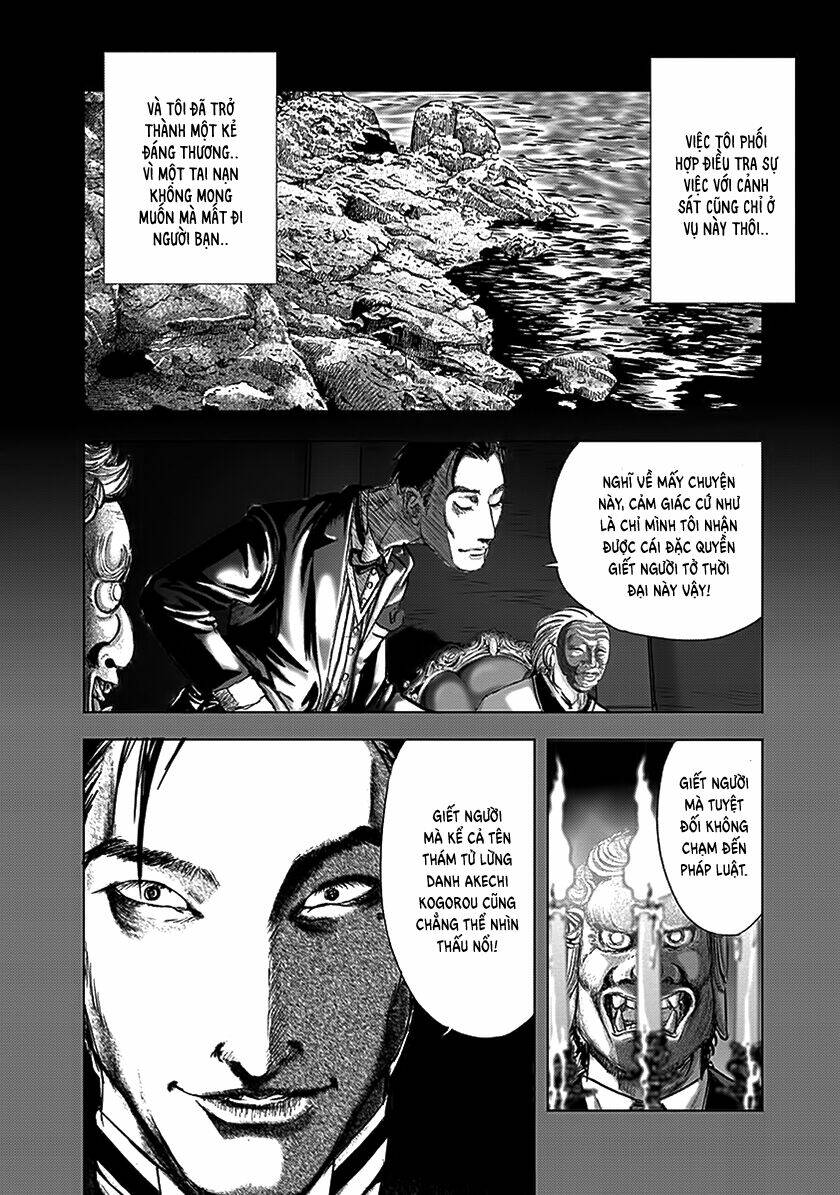 VIỆC TÔI PHỐI
HỢP ĐIỀU TRA SỰ
VIỆC VỚI CẢNH
SÁT CŨNG CHỈ Ở
VỤ NÀY THÔI..
VÀ TÔI ĐÃ TRỞ
THÀNH MỘT KẺ
ĐÁNG THƯƠNG..
VÌ MỘT TAI NẠN
KHÔNG MONG
MUỐN MÀ MẤT ĐI
NGƯỜI BẠN..
NGHĨ VỀ MẤY CHUYỆN
NÀY, CẢM GIÁC CỨ NHƯ
LÀ CHỈ MÌNH TÔI NHẬN
ĐƯỢC CÁI ĐẶC QUYỀN
GIẾT NGƯỜI TỞ THỜI
ĐẠI NÀY VẬY!
GIẾT NGƯỜI
MÀ TUYỆT
ĐỐI KHÔNG
CHẠM ĐẾN
PHÁP LUẬT.
GIẾT NGƯỜI
MÀ KỂ CẢ TÊN
THÁM TỬ LỪNG
DANH AKECHI
KOGOROU CŨNG
CHẲNG THỂ NHÌN
THẤU NỔI!